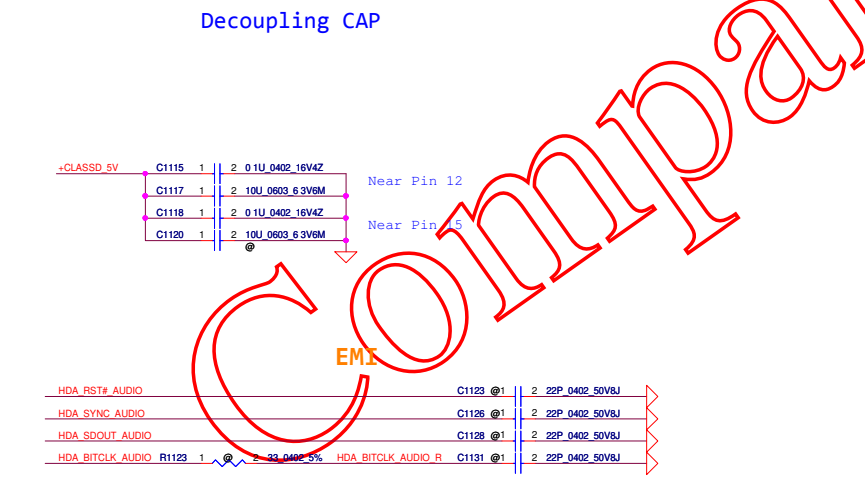 Decoupling CAP
+CLASSD_5V C1115 1 2 0 1U_0402_16V4Z
C1117 1 2 10U_0603_6 3V6M
Near Pin 12
C1118 1 2 0 1U_0402_16V4Z
Near Pin 15
C1120 1 2 10U_0603_6 3V6M
@
Compa
EMI
HDA_RST#_AUDIO C1123 @1 2 22P_0402_50V8J
HDA_SYNC_AUDIO C1126 @1 2 22P_0402_50V8J
HDA_SDOUT_AUDIO C1128 @1 2 22P_0402_50V8J
HDA_BITCLK_AUDIO R1123 1 @ 2 33_0402_5% HDA_BITCLK_AUDIO_R C1131 @1 2 22P_0402_50V8J